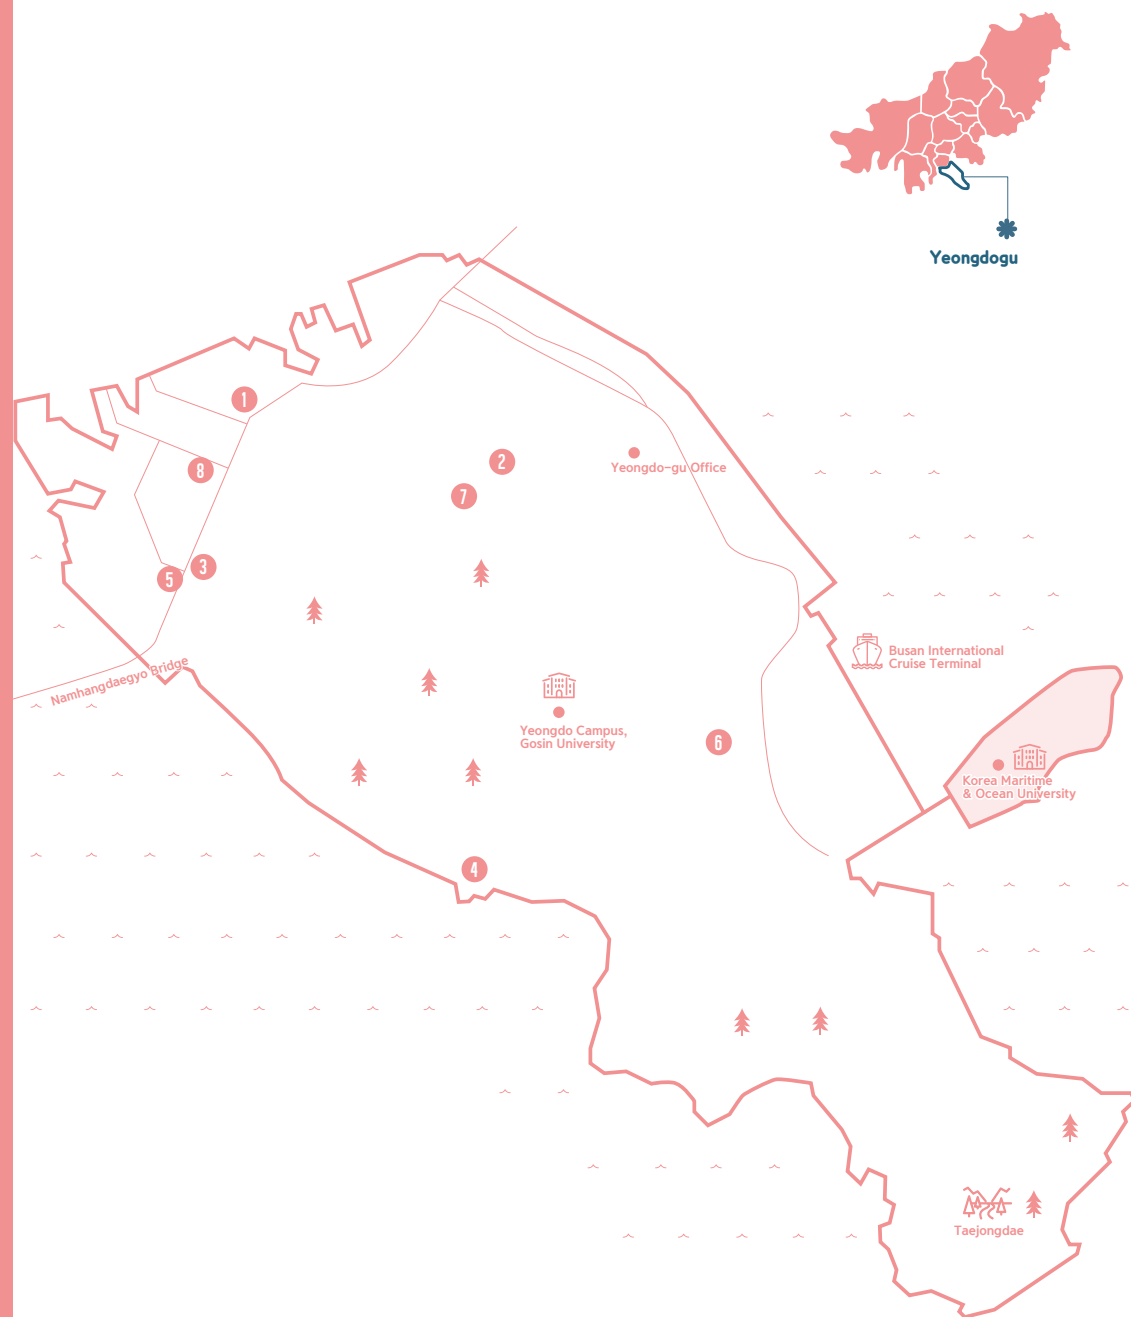 Yeongdogu
1
2
Yeongdo-gu Office
8
7
3
5
Busan International
Cruise Terminal
Namhangdaegyo Bridge
Yeongdo Campus,
Gosin University
6
Korea Maritime
& Ocean University
4
Taejongdae